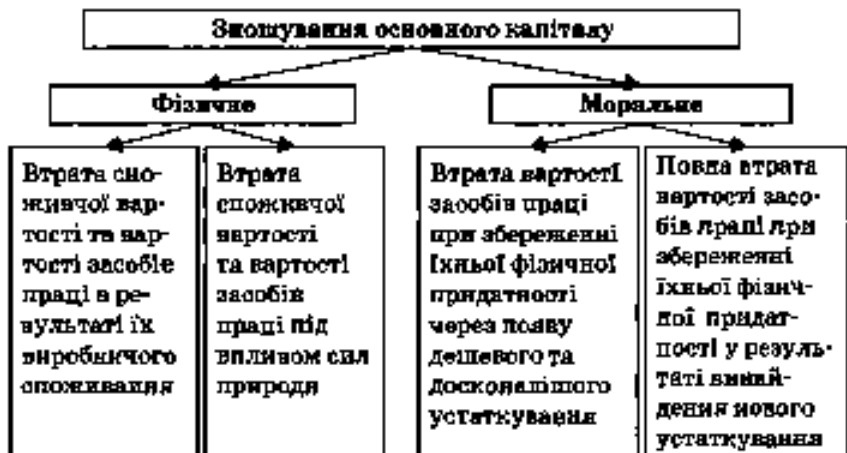 Зношування основного капіталу
Фізичне
Моральне
Втрата спо-
живчої вар-
тості та вар-
тості засобів
праці в ре-
зультаті їх
виробничого
споживання
Втрата
споживчої
вартості
та вартості
засобів
праці під
впливом сил
природи
Втрата вартості
засобів праці
при збереженні
їхньої фізичної
придатності
через появу
дешевого та
досконалішого
устаткування
Повна втрата
вартості засо-
бів праці при
збереженні
їхньої фізич-
ної придат-
ності у резуль-
таті винай-
дення нового
устаткування